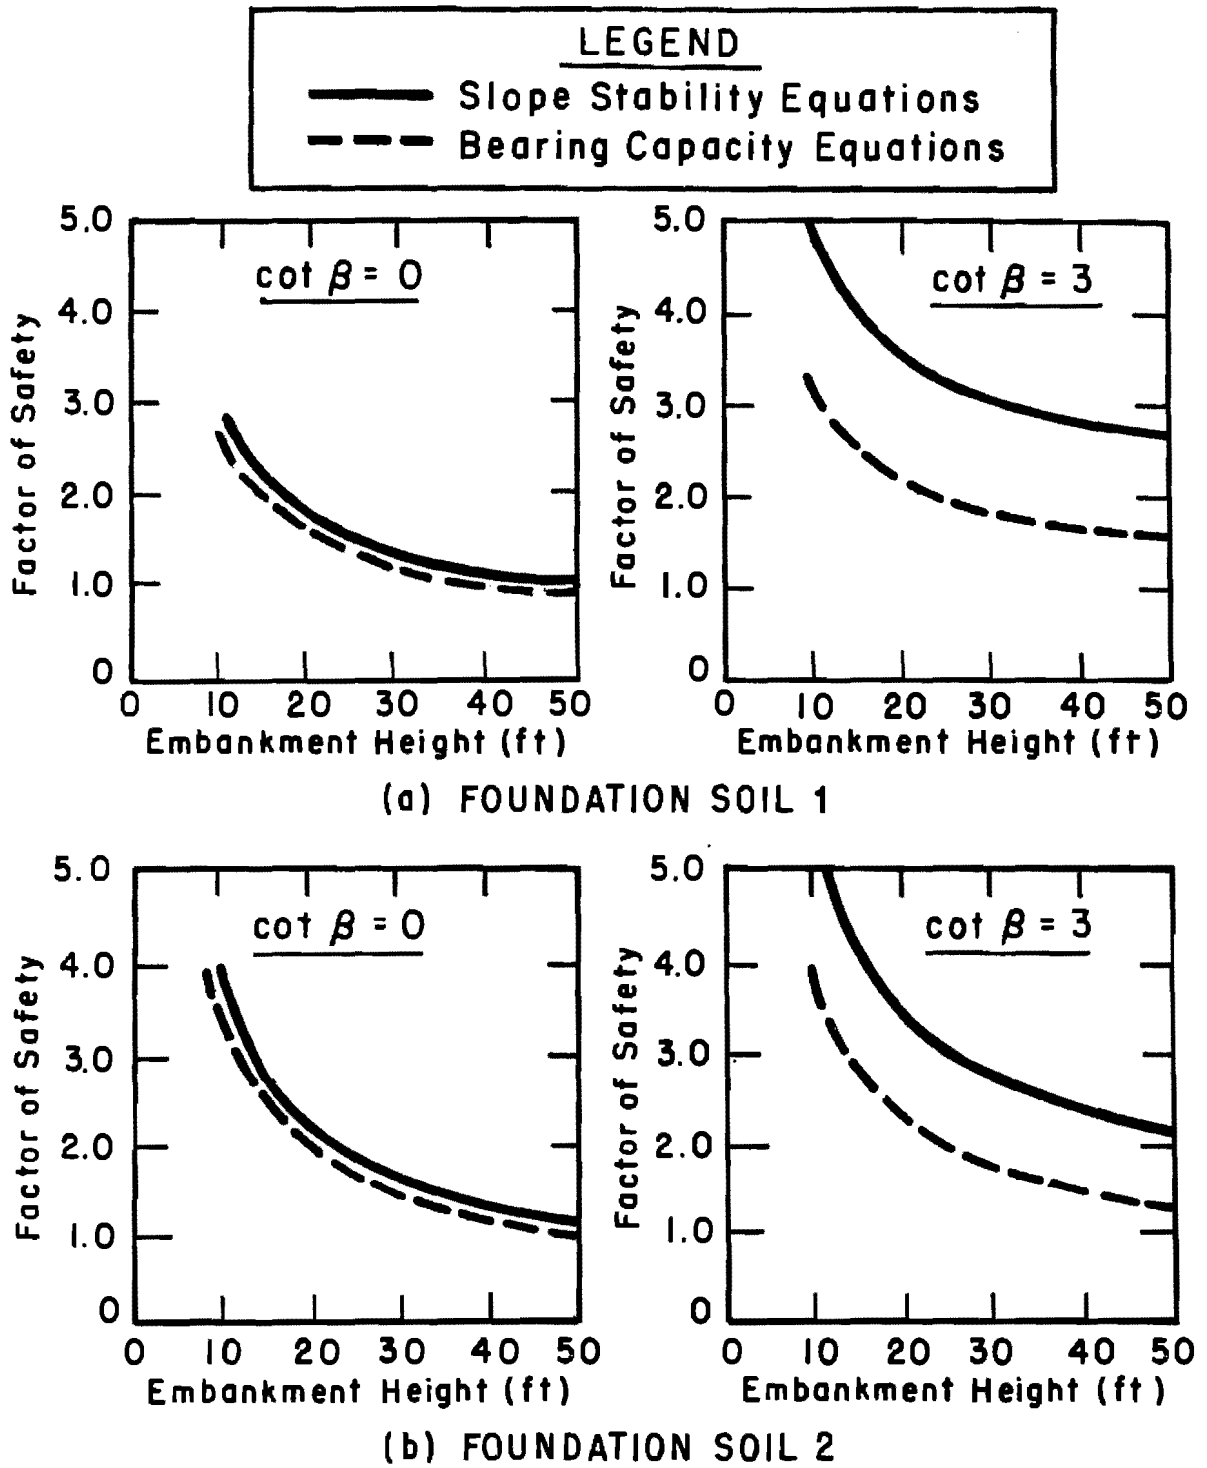 LEGEND
Slope Stability Equations
Bearing Capacity Equations
5.0
4.0
3.0
2.0
1.0
0
Factor of Safety
cot β = 0
0 10 20 30 40 50
Embankment Height (ft)
5.0
4.0
3.0
2.0
1.0
0
Factor of Safety
cot β = 3
0 10 20 30 40 50
Embankment Height (ft)
(a) FOUNDATION SOIL 1
5.0
4.0
3.0
2.0
1.0
0
Factor of Safety
cot β = 0
0 10 20 30 40 50
Embankment Height (ft)
5.0
4.0
3.0
2.0
1.0
0
Factor of Safety
cot β = 3
0 10 20 30 40 50
Embankment Height (ft)
(b) FOUNDATION SOIL 2